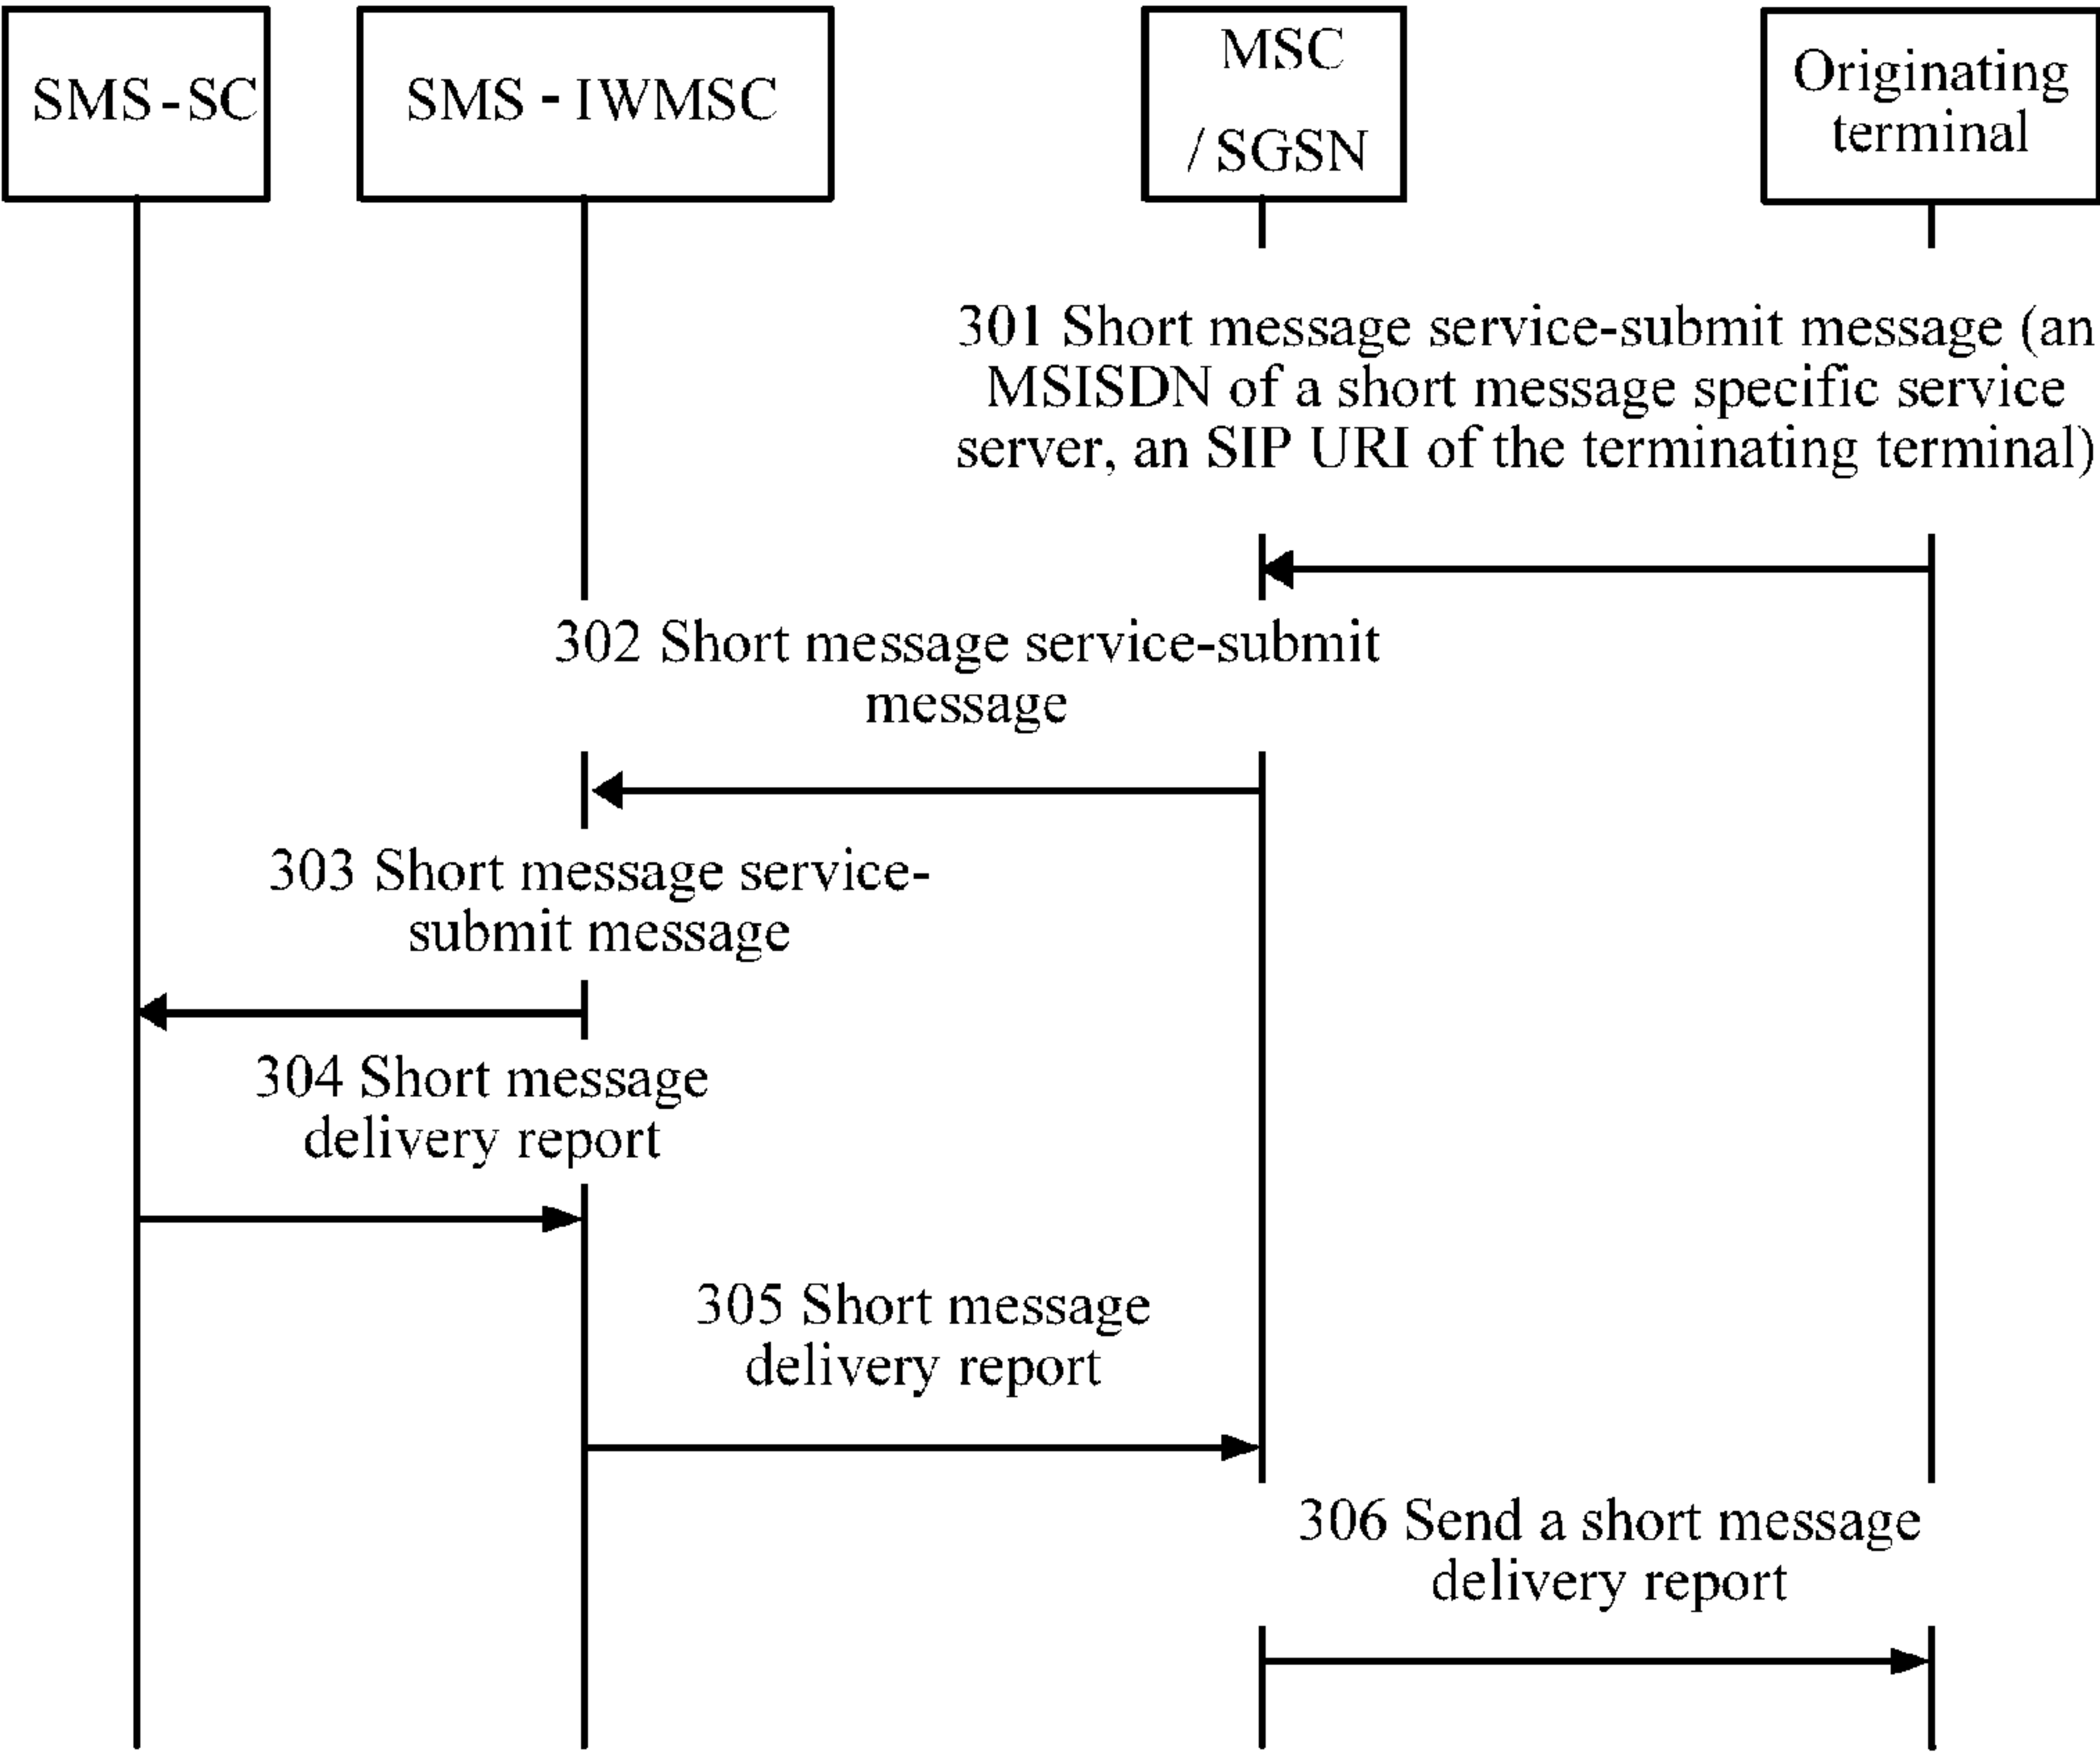 SMS-SC
SMS - IWMSC
MSC
/ SGSN
Originating
terminal
301 Short message service-submit message (an
MSISDN of a short message specific service
server, an SIP URI of the terminating terminal)
302 Short message service-submit
message
303 Short message service-
submit message
304 Short message
delivery report
305 Short message
delivery report
306 Send a short message
delivery report